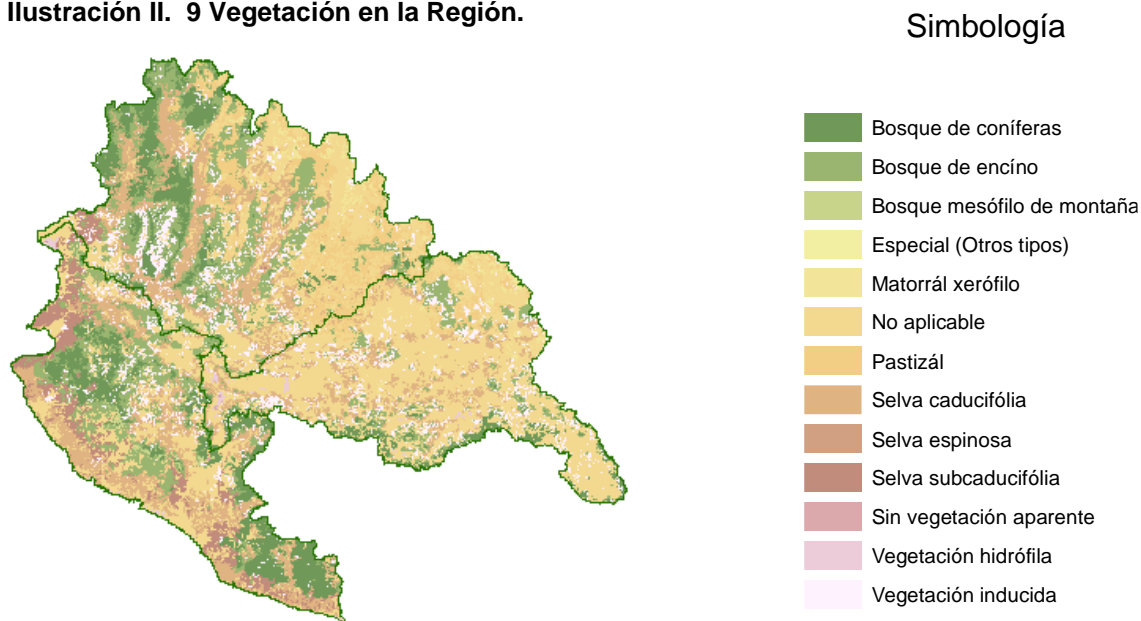 Ilustración II. 9 Vegetación en la Región.
Simbología
Bosque de coníferas
Bosque de encíno
Bosque mesófilo de montaña
Especial (Otros tipos)
Matorrál xerófilo
No aplicable
Pastizál
Selva caducifólia
Selva espinosa
Selva subcaducifólia
Sin vegetación aparente
Vegetación hidrófila
Vegetación inducida